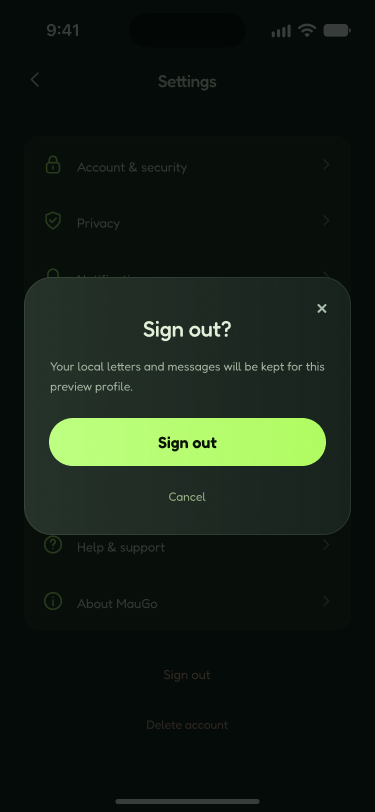 9:41
Settings
Account & security
Privacy
Sign out?
Your local letters and messages will be kept for this
preview profile.
Sign out
Cancel
Help & support
About MauGo
Sign out
Delete account